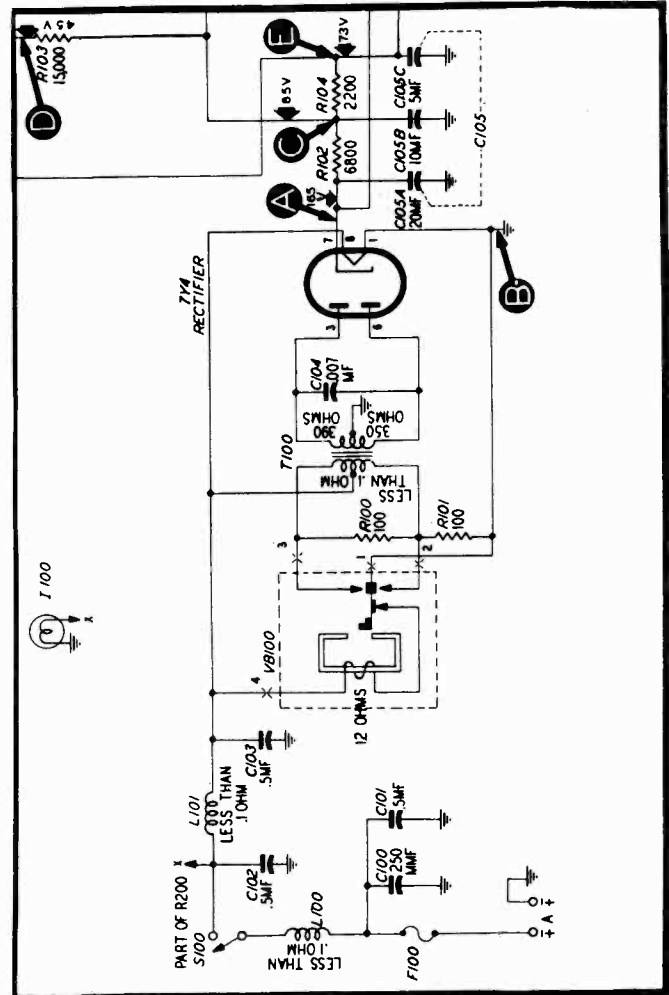 45 V
D
R103
15,000
E
73V
85V
R104
2200
C
R102
6800
C105C
.5MF
C105B
10MF
C105A
20MF
C105
A
165
V
7
8
1
B
7Y4
RECTIFIER
3
6
C104
.007
MF
T100
390
OHMS
350
OHMS
LESS
THAN .1 OHM
R100
100
R101
100
3
1
2
I 100
X
VB100
4
12 OHMS
C103
.5MF
L101
LESS THAN
.1 OHM
X
PART OF R200
S100
C102
.5MF
L100
LESS THAN
.1 OHM
C101
.5MF
C100
250
MMF
F100
-+ A -+